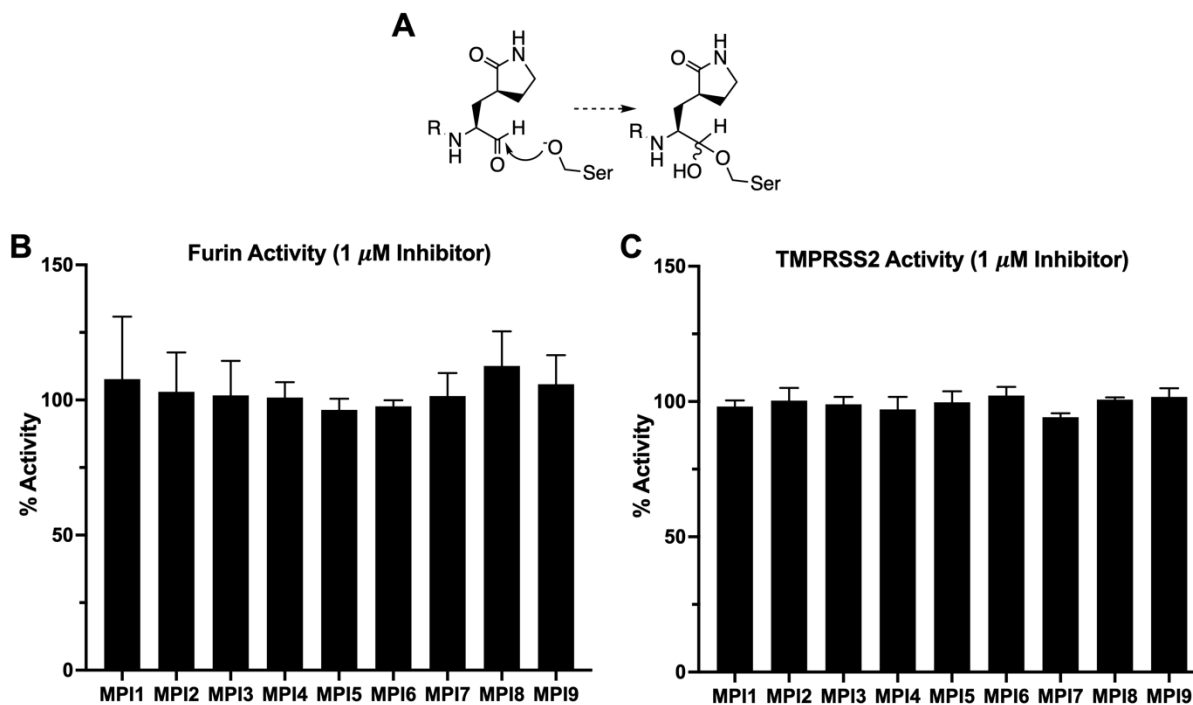 A
O
NH
R
N
H
H
O
-O
Ser
O
NH
R
N
H
H
HO
O
Ser
B
Furin Activity (1 μM Inhibitor)
% Activity
150
100
50
0
MPI1 MPI2 MPI3 MPI4 MPI5 MPI6 MPI7 MPI8 MPI9
C
TMPRSS2 Activity (1 μM Inhibitor)
% Activity
150
100
50
0
MPI1 MPI2 MPI3 MPI4 MPI5 MPI6 MPI7 MPI8 MPI9